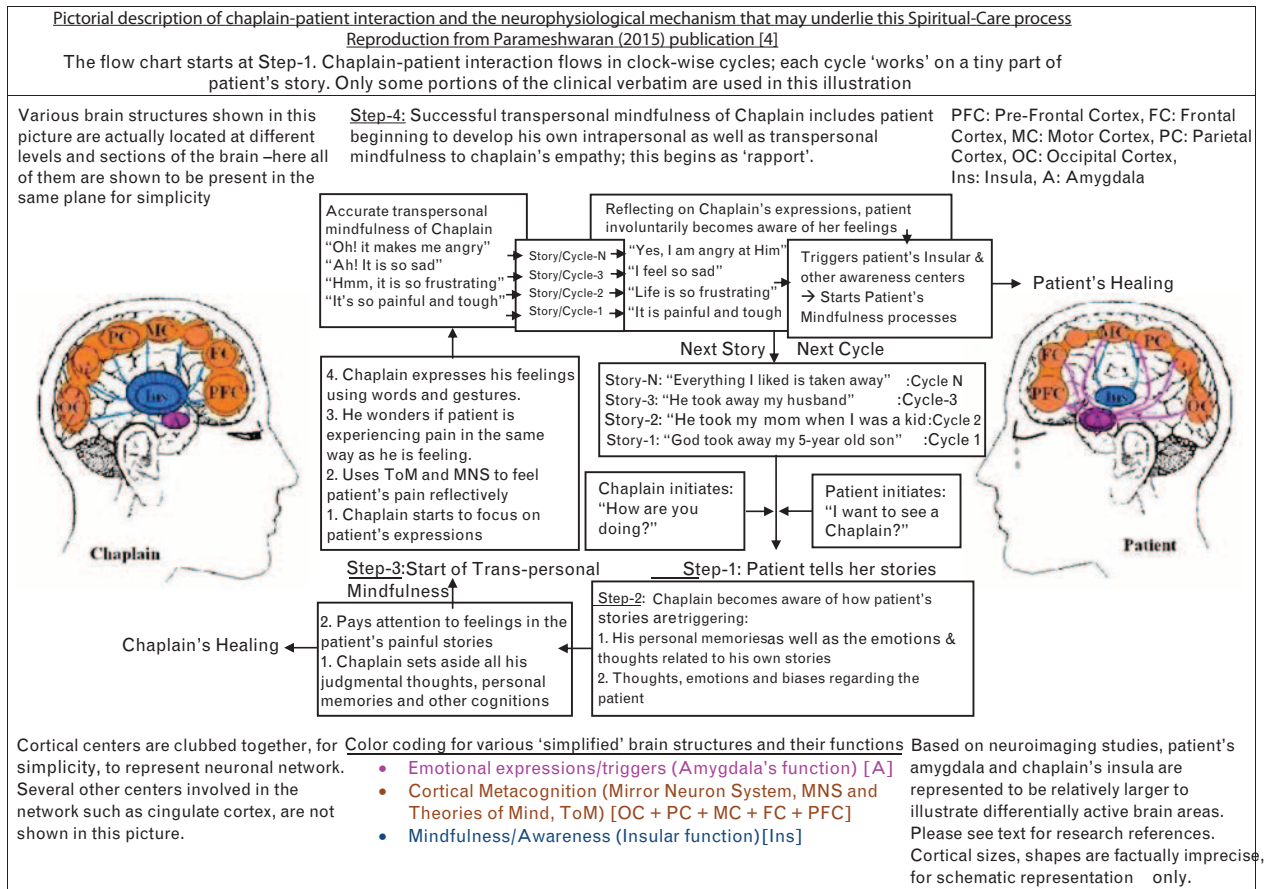 Pictorial description of chaplain-patient interaction and the neurophysiological mechanism that may underlie this Spiritual-Care process
Reproduction from Parameshwaran (2015) publication [4]
The flow chart starts at Step-1. Chaplain-patient interaction flows in clock-wise cycles; each cycle ‘works’ on a tiny part of
patient’s story. Only some portions of the clinical verbatim are used in this illustration
Various brain structures shown in this
picture are actually located at different
levels and sections of the brain –here all
of them are shown to be present in the
same plane for simplicity
Step-4: Successful transpersonal mindfulness of Chaplain includes patient
beginning to develop his own intrapersonal as well as transpersonal
mindfulness to chaplain’s empathy; this begins as ‘rapport’.
PFC: Pre-Frontal Cortex, FC: Frontal
Cortex, MC: Motor Cortex, PC: Parietal
Cortex, OC: Occipital Cortex,
Ins: Insula, A: Amygdala
Accurate transpersonal
mindfulness of Chaplain
“Oh! it makes me angry”
“Ah! It is so sad”
“Hmm, it is so frustrating”
“It’s so painful and tough”
Story/Cycle-N
Story/Cycle-3
Story/Cycle-2
Story/Cycle-1
Reflecting on Chaplain’s expressions, patient
involuntarily becomes aware of her feelings
“Yes, I am angry at Him”
“I feel so sad”
“Life is so frustrating”
“It is painful and tough
Triggers patient’s Insular &
other awareness centers
→ Starts Patient’s
Mindfulness processes
Patient’s Healing
Next Story
Next Cycle
PC
MC
FC
PFC
OC
Ins
Chaplain
4. Chaplain expresses his feelings
using words and gestures.
3. He wonders if patient is
experiencing pain in the same
way as he is feeling.
2. Uses ToM and MNS to feel
patient’s pain reflectively
1. Chaplain starts to focus on
patient’s expressions
Story-N: “Everything I liked is taken away” :Cycle N
Story-3: “He took away my husband” :Cycle-3
Story-2: “He took my mom when I was a kid:Cycle 2
Story-1: “God took away my 5-year old son” :Cycle 1
Chaplain initiates:
“How are you
doing?”
Patient initiates:
“I want to see a
Chaplain?”
MC
PC
FC
PFC
OC
Ins
Patient
Step-3:Start of Trans-personal
Mindfulness
Step-1: Patient tells her stories
2. Pays attention to feelings in the
patient’s painful stories
1. Chaplain sets aside all his
judgmental thoughts, personal
memories and other cognitions
Chaplain’s Healing
Step-2: Chaplain becomes aware of how patient’s
stories aretriggering:
1. His personal memoriesas well as the emotions &
thoughts related to his own stories
2. Thoughts, emotions and biases regarding the
patient
Cortical centers are clubbed together, for
simplicity, to represent neuronal network.
Several other centers involved in the
network such as cingulate cortex, are not
shown in this picture.
Color coding for various ‘simplified’ brain structures and their functions
• Emotional expressions/triggers (Amygdala’s function) [A]
• Cortical Metacognition (Mirror Neuron System, MNS and
Theories of Mind, ToM) [OC + PC + MC + FC + PFC]
• Mindfulness/Awareness (Insular function)[Ins]
Based on neuroimaging studies, patient’s
amygdala and chaplain’s insula are
represented to be relatively larger to
illustrate differentially active brain areas.
Please see text for research references.
Cortical sizes, shapes are factually imprecise,
for schematic representation only.